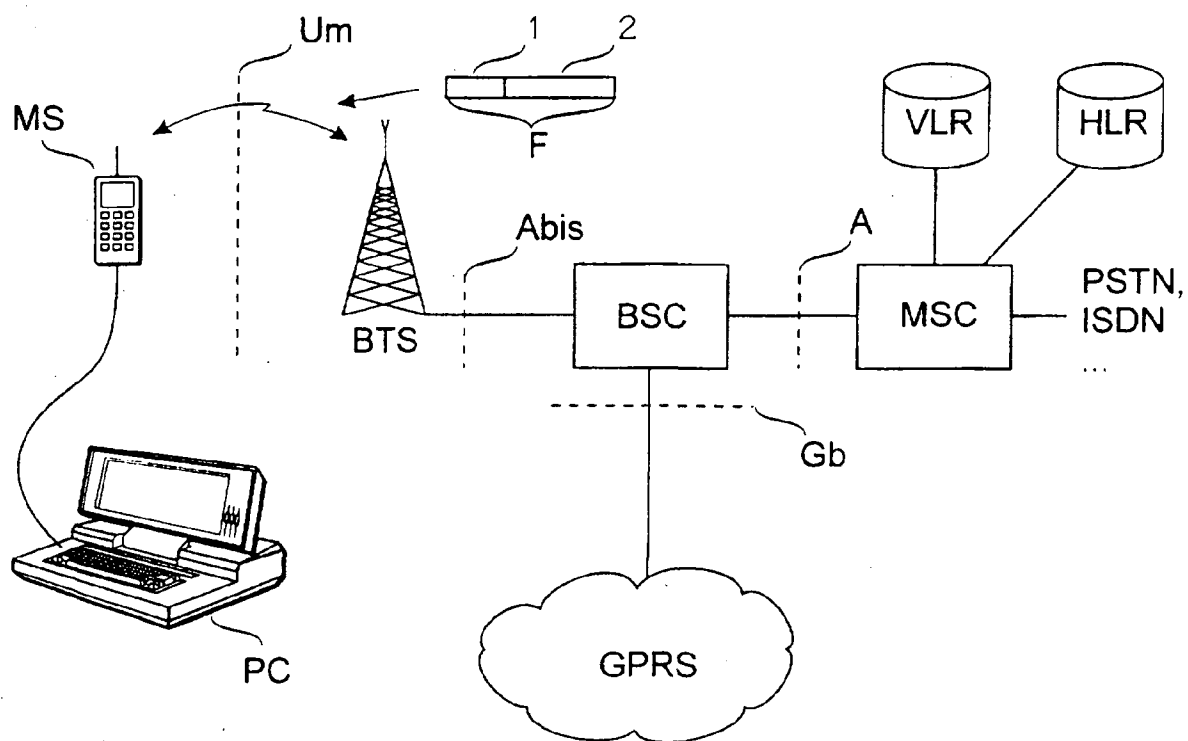 Um
1
2
MS
F
VLR
HLR
Abis
A
BTS
BSC
MSC
PSTN,
ISDN
...
Gb
PC
GPRS